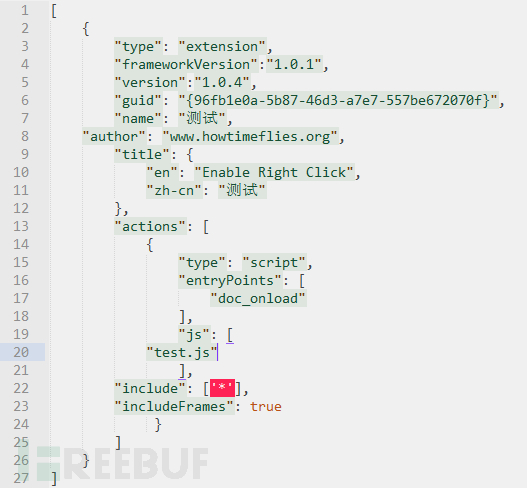 1 [
2 {
3 "type": "extension",
4 "frameworkVersion":"1.0.1",
5 "version":"1.0.4",
6 "guid": "{96fb1e0a-5b87-46d3-a7e7-557be672070f}",
7 "name": "测试",
8 "author": "www.howtimeflies.org",
9 "title": {
10 "en": "Enable Right Click",
11 "zh-cn": "测试"
12 },
13 "actions": [
14 {
15 "type": "script",
16 "entryPoints": [
17 "doc_onload"
18 ],
19 "js": [
20 "test.js"
21 ],
22 "include": ['*'],
23 "includeFrames": true
24 }
25 ]
26 }
27 ]
FREEBUF